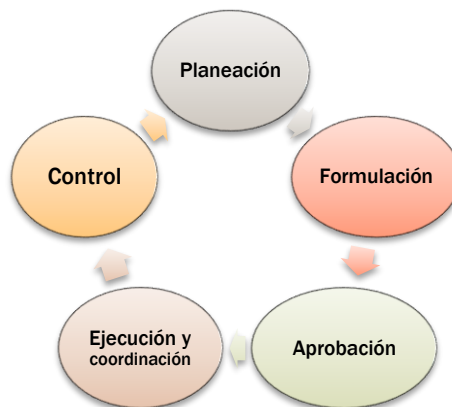 Planeación
Formulación
Aprobación
Ejecución y
coordinación
Control